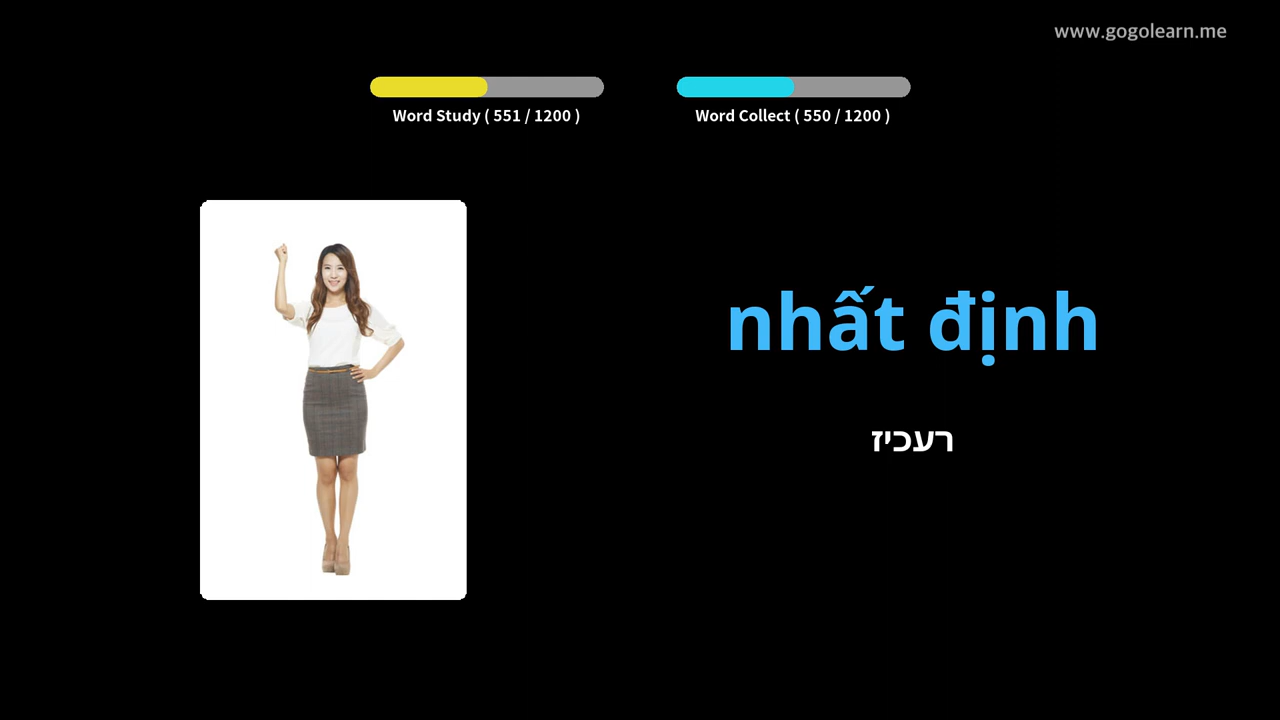 www.gogolearn.me
Word Study ( 551 / 1200 )
Word Collect ( 550 / 1200 )
nhất định
רעכיז